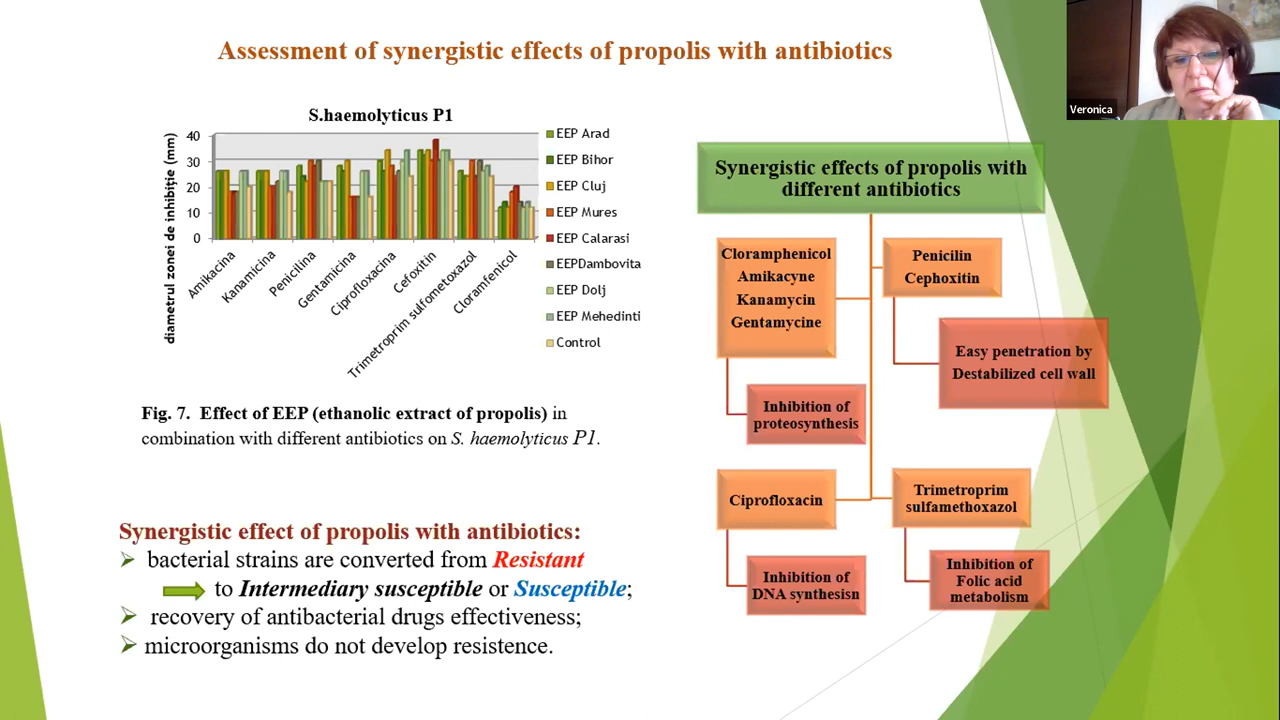 Assessment of synergistic effects of propolis with antibiotics
Veronica
S.haemolyticus P1
diametrul zonei de inhibiție (mm)
40
30
20
10
0
Amikacina
Kanamicina
Penicilina
Gentamicina
Ciprofloxacina
Cefoxitin
Trimetroprim sulfometoxazol
Cloramfenicol
EEP Arad
EEP Bihor
EEP Cluj
EEP Mures
EEP Calarasi
EEPDambovita
EEP Dolj
EEP Mehedinti
Control
Fig. 7. Effect of EEP (ethanolic extract of propolis) in
combination with different antibiotics on S. haemolyticus P1.
Synergistic effect of propolis with antibiotics:
bacterial strains are converted from Resistant
to Intermediary susceptible or Susceptible;
recovery of antibacterial drugs effectiveness;
microorganisms do not develop resistence.
Synergistic effects of propolis with
different antibiotics
Cloramphenicol
Amikacyne
Kanamycin
Gentamycine
Inhibition of
proteosynthesis
Penicilin
Cephoxitin
Easy penetration by
Destabilized cell wall
Ciprofloxacin
Inhibition of
DNA synthesisn
Trimetroprim
sulfamethoxazol
Inhibition of
Folic acid
metabolism